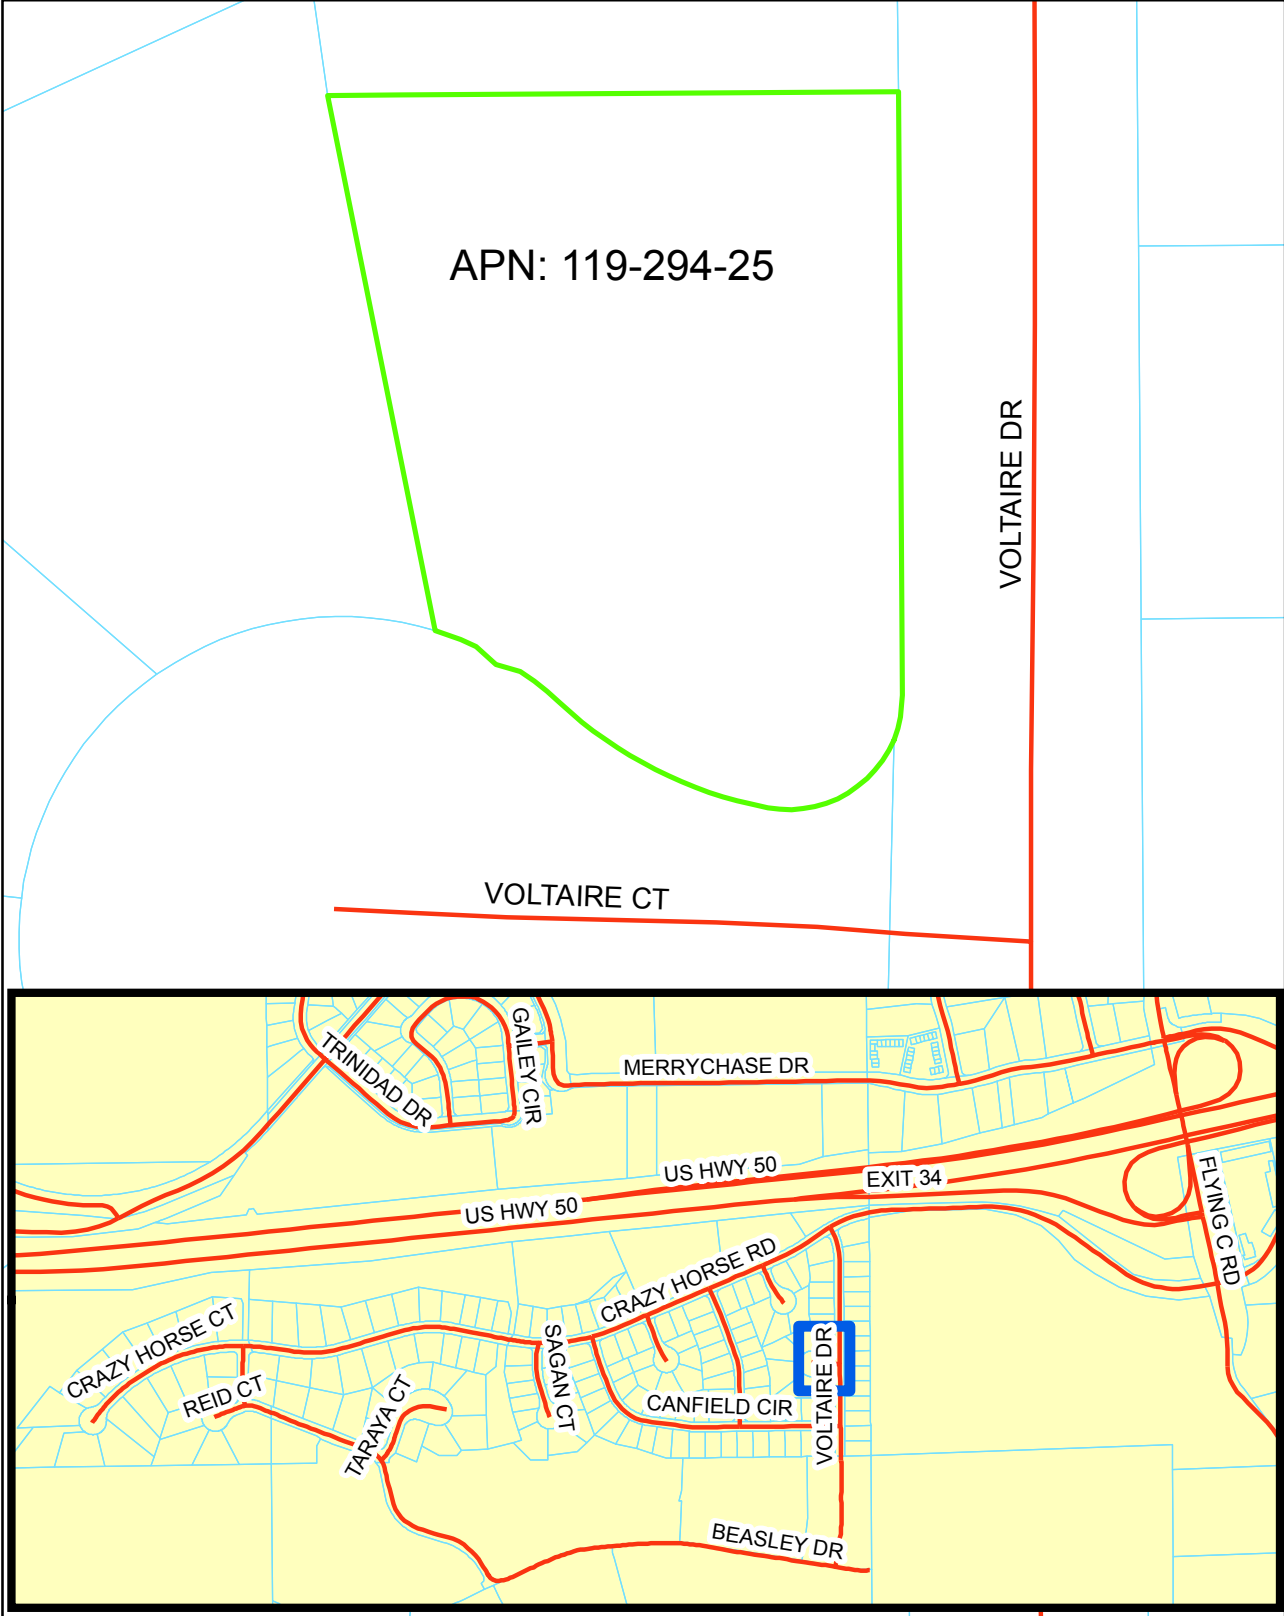 APN: 119-294-25
VOLTAIRE DR
VOLTAIRE CT
GAILEY CIR
TRINIDAD DR
MERRYCHASE DR
US HWY 50
EXIT 34
US HWY 50
FLYING C RD
CRAZY HORSE RD
CRAZY HORSE CT
SAGAN CT
VOLTAIRE DR
REID CT
TARAYA CT
CANFIELD CIR
BEASLEY DR